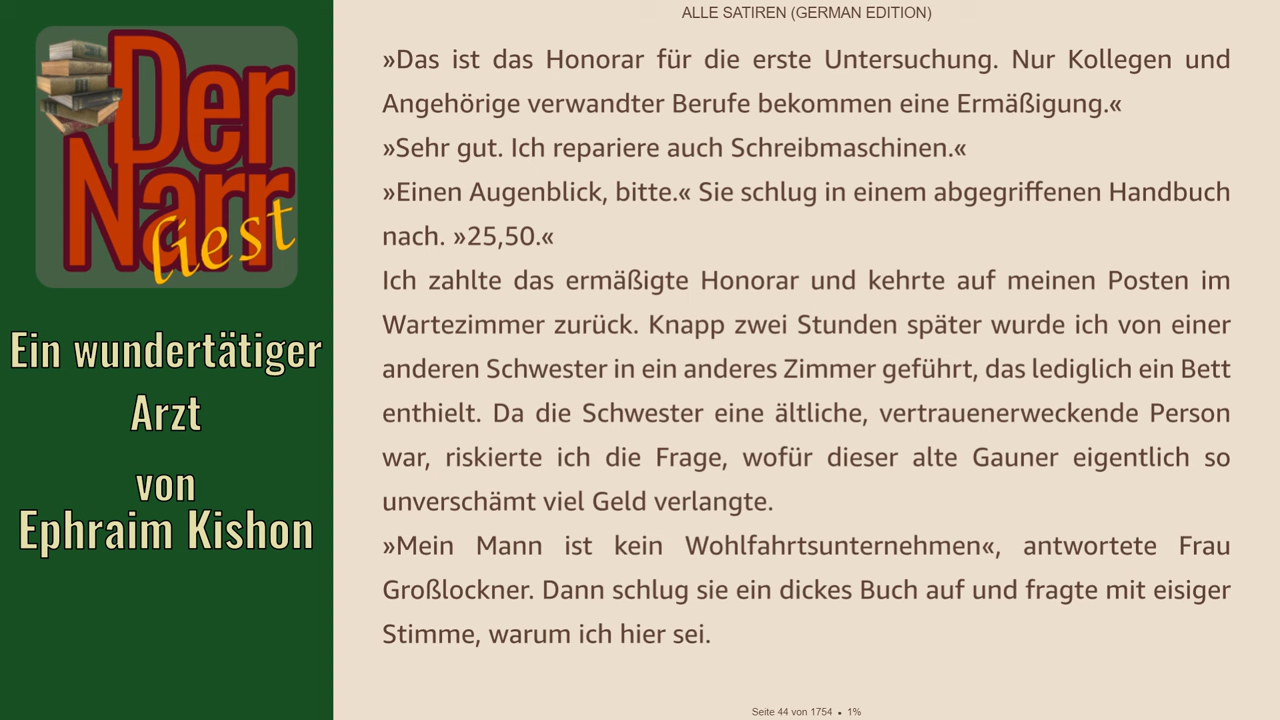 Der
Narr
liest
Ein wundertätiger
Arzt
von
Ephraim Kishon
ALLE SATIREN (GERMAN EDITION)
»Das ist das Honorar für die erste Untersuchung. Nur Kollegen und
Angehörige verwandter Berufe bekommen eine Ermäßigung.«
»Sehr gut. Ich repariere auch Schreibmaschinen.«
»Einen Augenblick, bitte.« Sie schlug in einem abgegriffenen Handbuch
nach. »25,50.«
Ich zahlte das ermäßigte Honorar und kehrte auf meinen Posten im
Wartezimmer zurück. Knapp zwei Stunden später wurde ich von einer
anderen Schwester in ein anderes Zimmer geführt, das lediglich ein Bett
enthielt. Da die Schwester eine ältliche, vertrauenerweckende Person
war, riskierte ich die Frage, wofür dieser alte Gauner eigentlich so
unverschämt viel Geld verlangte.
»Mein Mann ist kein Wohlfahrtsunternehmen«, antwortete Frau
Großlockner. Dann schlug sie ein dickes Buch auf und fragte mit eisiger
Stimme, warum ich hier sei.
Seite 44 von 1754 • 1%